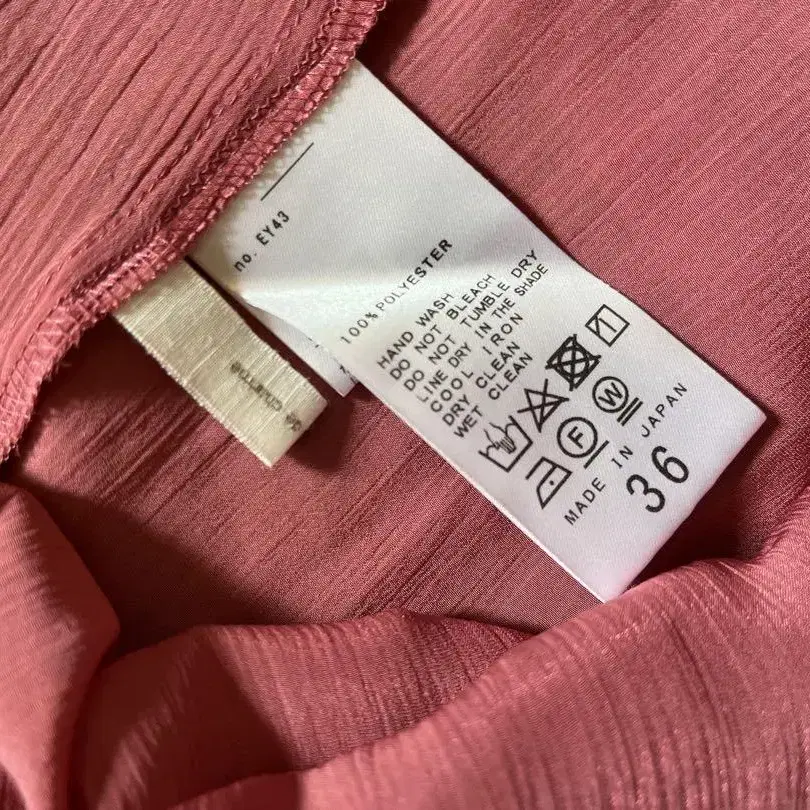 no. EY43
100% POLYESTER
HAND WASH
DO NOT BLEACH
DO NOT TUMBLE DRY
LINE DRY IN THE SHADE
COOL IRON
DRY CLEAN
WET CLEAN
F
W
MADE IN JAPAN
36